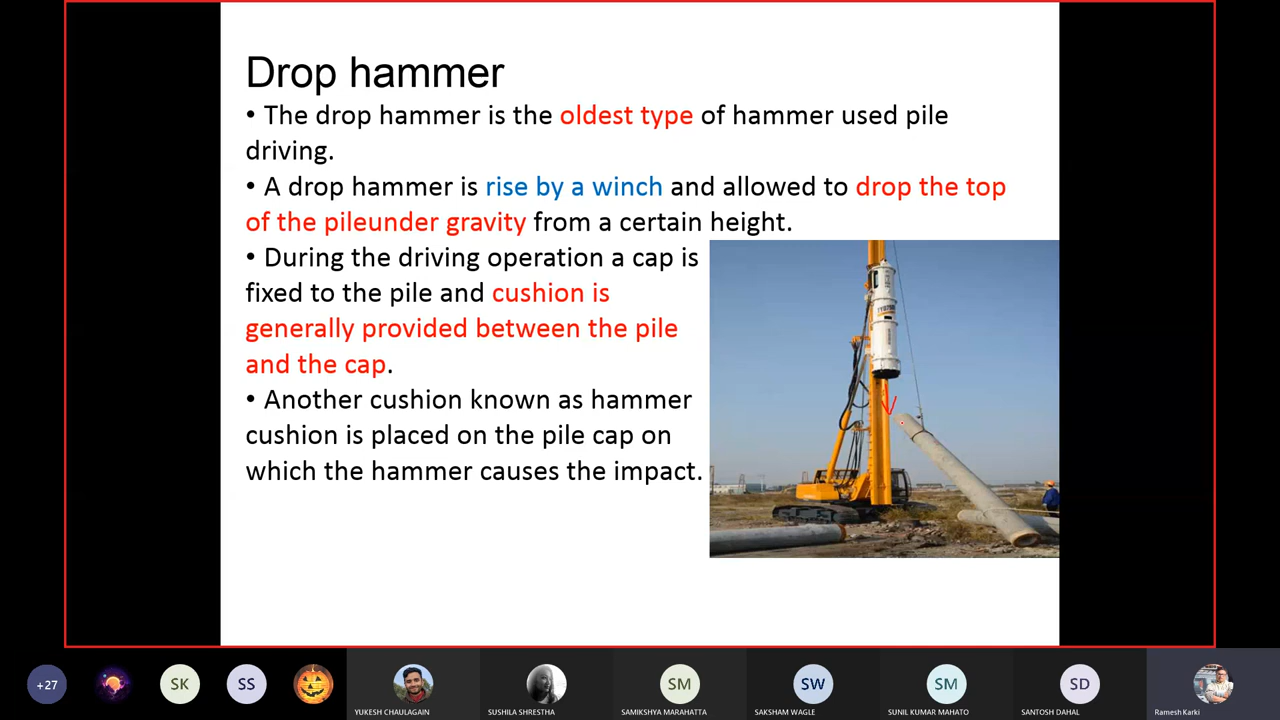 Drop hammer
• The drop hammer is the oldest type of hammer used pile
driving.
• A drop hammer is rise by a winch and allowed to drop the top
of the pileunder gravity from a certain height.
• During the driving operation a cap is
fixed to the pile and cushion is
generally provided between the pile
and the cap.
• Another cushion known as hammer
cushion is placed on the pile cap on
which the hammer causes the impact.
+27
SK
SS
SM
SW
SM
SD
YUKESH CHAULAGAIN
SUSHILA SHRESTHA
SAMIKSHYA MARAHATTA
SAKSHAM WAGLE
SUNIL KUMAR MAHATO
SANTOSH DAHAL
Ramesh Karki